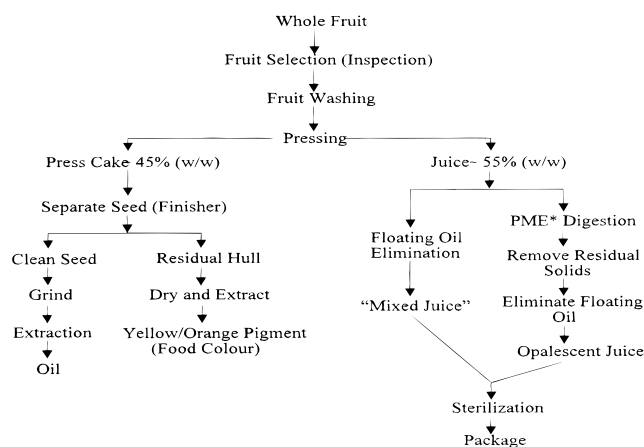 Whole Fruit
Fruit Selection (Inspection)
Fruit Washing
Pressing
Press Cake~ 45% (w/w)
Juice~ 55% (w/w)
Separate Seed (Finisher)
PME* Digestion
Floating Oil
Elimination
Clean Seed
Residual Hull
Remove Residual
Solids
Grind
Dry and Extract
"Mixed Juice"
Eliminate Floating
Oil
Extraction
Yellow/Orange Pigment
(Food Colour)
Opalescent Juice
Oil
Sterilization
Package